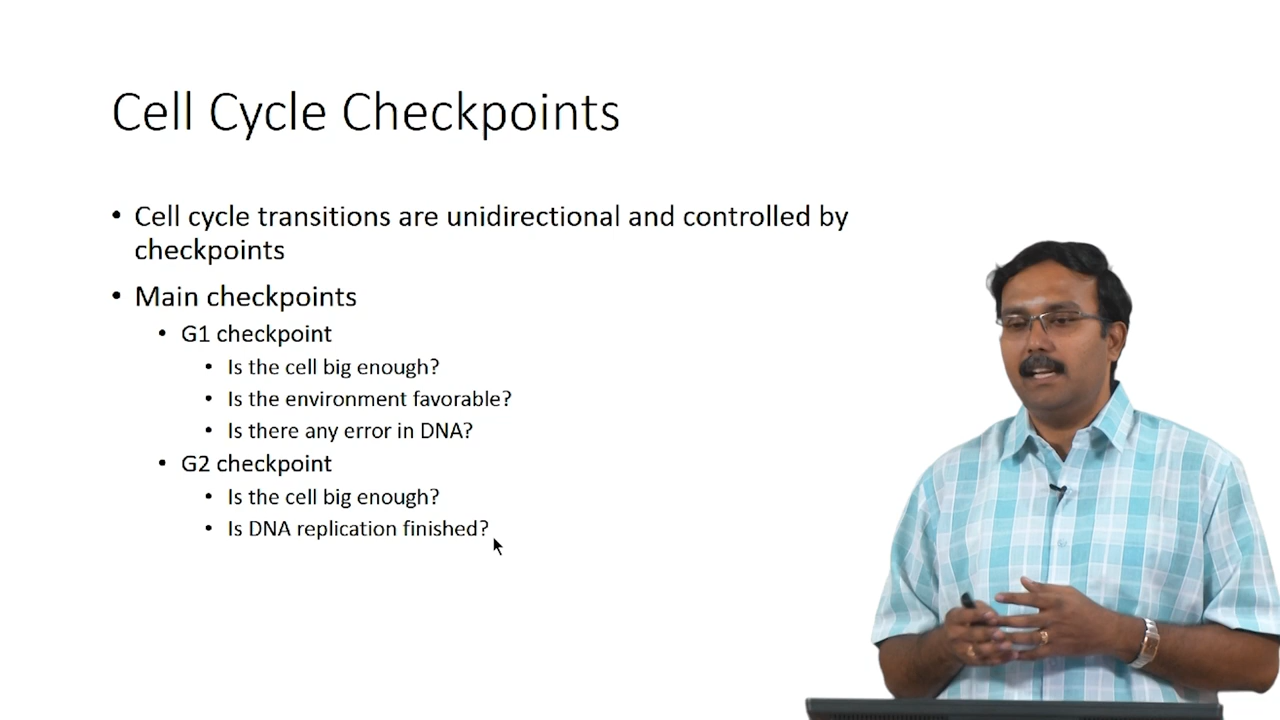 Cell Cycle Checkpoints
• Cell cycle transitions are unidirectional and controlled by
checkpoints
• Main checkpoints
• G1 checkpoint
• Is the cell big enough?
• Is the environment favorable?
• Is there any error in DNA?
• G2 checkpoint
• Is the cell big enough?
• Is DNA replication finished?